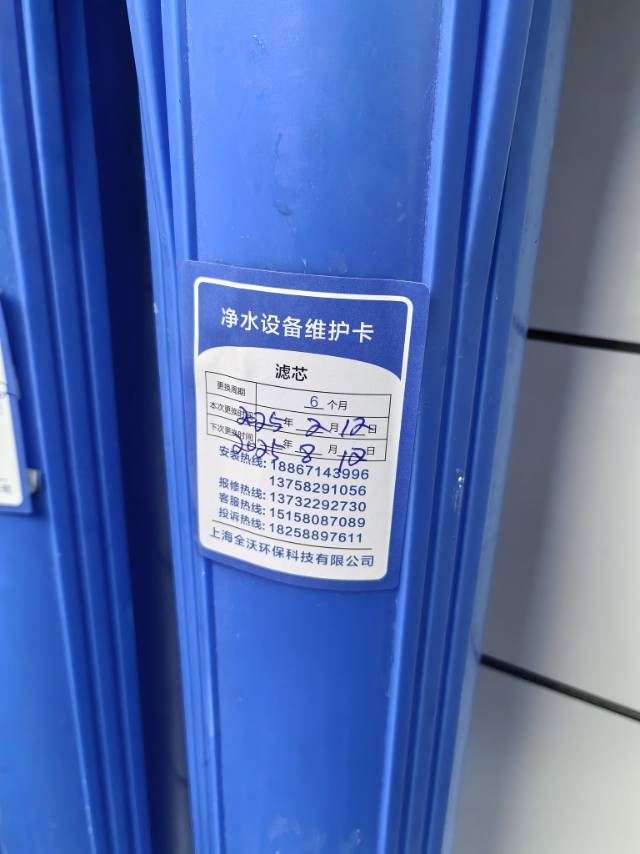 净水设备维护卡
滤芯
更换周期 6 个月
本次更换时间 2025 年 2 月 12 日
下次更换时间 2025 年 8 月 12 日
安装热线: 18867143996
13758291056
报修热线: 13732292730
客服热线: 15158087089
投诉热线: 18258897611
上海全沃环保科技有限公司